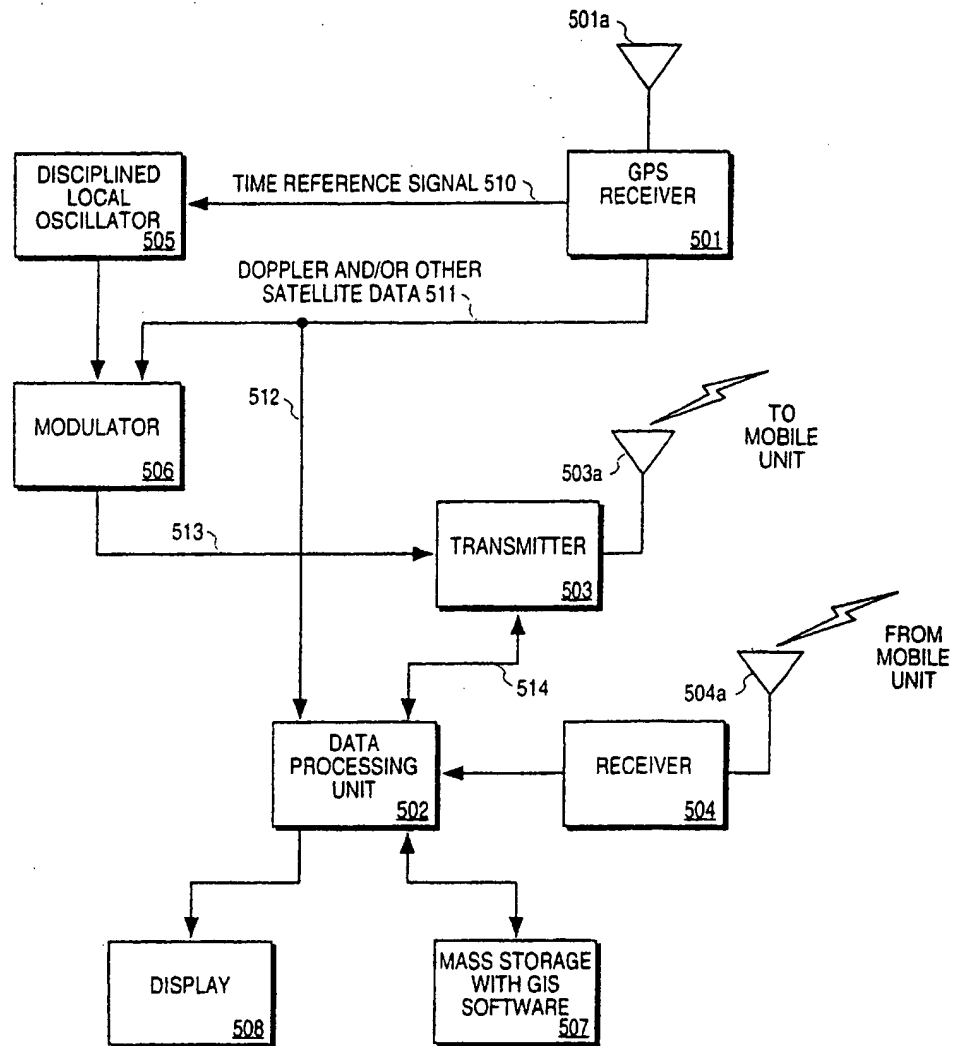 501a
DISCIPLINED
LOCAL
OSCILLATOR
505
TIME REFERENCE SIGNAL 510
GPS
RECEIVER
501
DOPPLER AND/OR OTHER
SATELLITE DATA 511
512
MODULATOR
506
503a
TO
MOBILE
UNIT
513
TRANSMITTER
503
514
504a
FROM
MOBILE
UNIT
DATA
PROCESSING
UNIT
502
RECEIVER
504
DISPLAY
508
MASS STORAGE
WITH GIS
SOFTWARE
507